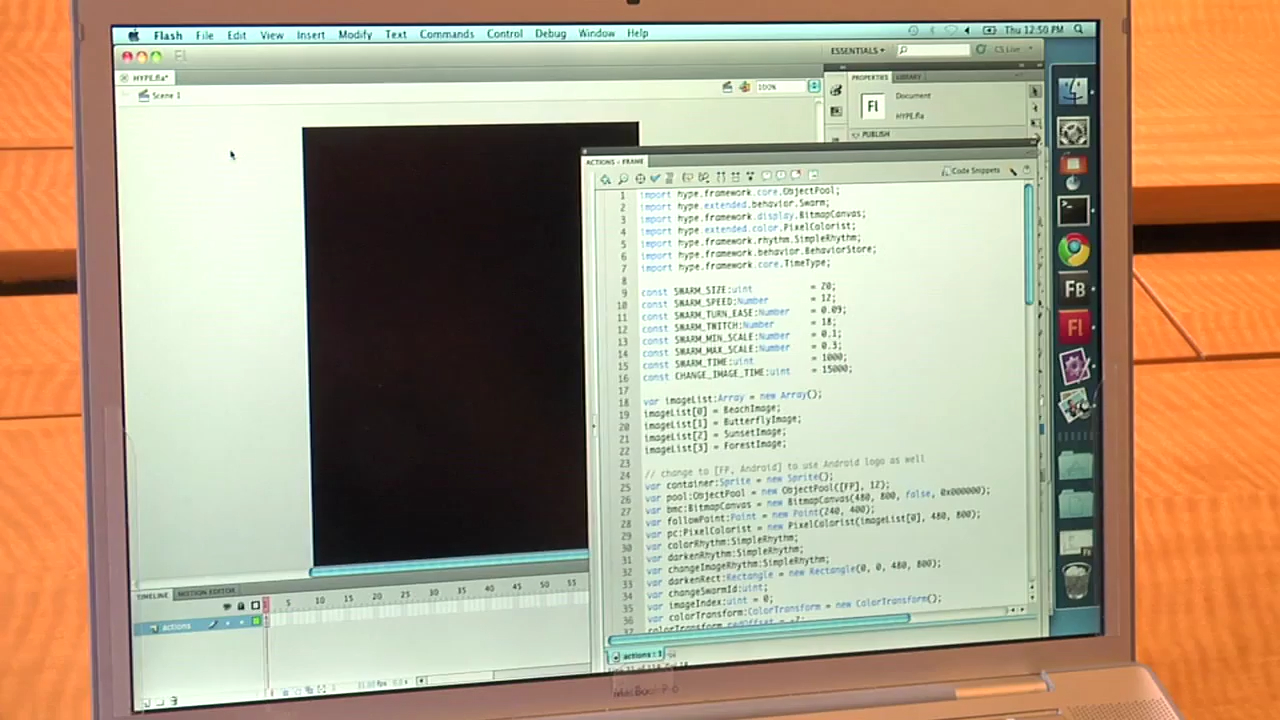 Flash File Edit View Insert Modify Text Commands Control Debug Window Help Thu 12:50 PM
ESSENTIALS CS Live
HYPE.fla*
Scene 1 100%
PROPERTIES LIBRARY
Fl Document
HYPE.fla
PUBLISH
ACTIONS - FRAME
Code Snippets
1 import hype.framework.core.ObjectPool;
2 import hype.extended.behavior.Swarm;
3 import hype.framework.display.BitmapCanvas;
4 import hype.extended.color.PixelColorist;
5 import hype.framework.rhythm.SimpleRhythm;
6 import hype.framework.behavior.BehaviorStore;
7 import hype.framework.core.TimeType;
8
9 const SWARM_SIZE:uint = 20;
10 const SWARM_SPEED:Number = 12;
11 const SWARM_TURN_EASE:Number = 0.09;
12 const SWARM_TWITCH:Number = 18;
13 const SWARM_MIN_SCALE:Number = 0.1;
14 const SWARM_MAX_SCALE:Number = 0.3;
15 const SWARM_TIME:uint = 1000;
16 const CHANGE_IMAGE_TIME:uint = 15000;
17
18 var imageList:Array = new Array();
19 imageList[0] = BeachImage;
20 imageList[1] = ButterflyImage;
21 imageList[2] = SunsetImage;
22 imageList[3] = ForestImage;
23
24 // change to [FP, Android] to use Android logo as well
25 var container:Sprite = new Sprite();
26 var pool:ObjectPool = new ObjectPool([FP], 12);
27 var bmc:BitmapCanvas = new BitmapCanvas(480, 800, false, 0x000000);
28 var followPoint:Point = new Point(240, 400);
29 var pc:PixelColorist = new PixelColorist(imageList[0], 480, 800);
30 var colorRhythm:SimpleRhythm;
31 var darkenRhythm:SimpleRhythm;
32 var changeImageRhythm:SimpleRhythm;
33 var darkenRect:Rectangle = new Rectangle(0, 0, 480, 800);
34 var changeSwarmId:uint;
35 var imageIndex:uint = 0;
36 var colorTransform:ColorTransform = new ColorTransform();
37 colorTransform.redOffset = -7
Fb
Fl
TIMELINE MOTION EDITOR
5 10 15 20 25 30 35 40 45 50 55
actions
actions : 1
MacBook Pro